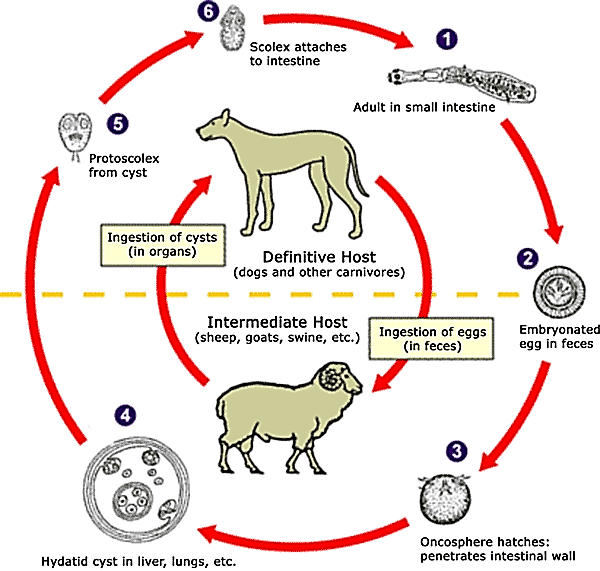 6
Scolex attaches
to intestine
1
Adult in small intestine
5
Protoscolex
from cyst
Ingestion of cysts
(in organs)
Definitive Host
(dogs and other carnivores)
2
Embryonated
egg in feces
Intermediate Host
(sheep, goats, swine, etc.)
Ingestion of eggs
(in feces)
4
Hydatid cyst in liver, lungs, etc.
3
Oncosphere hatches:
penetrates intestinal wall